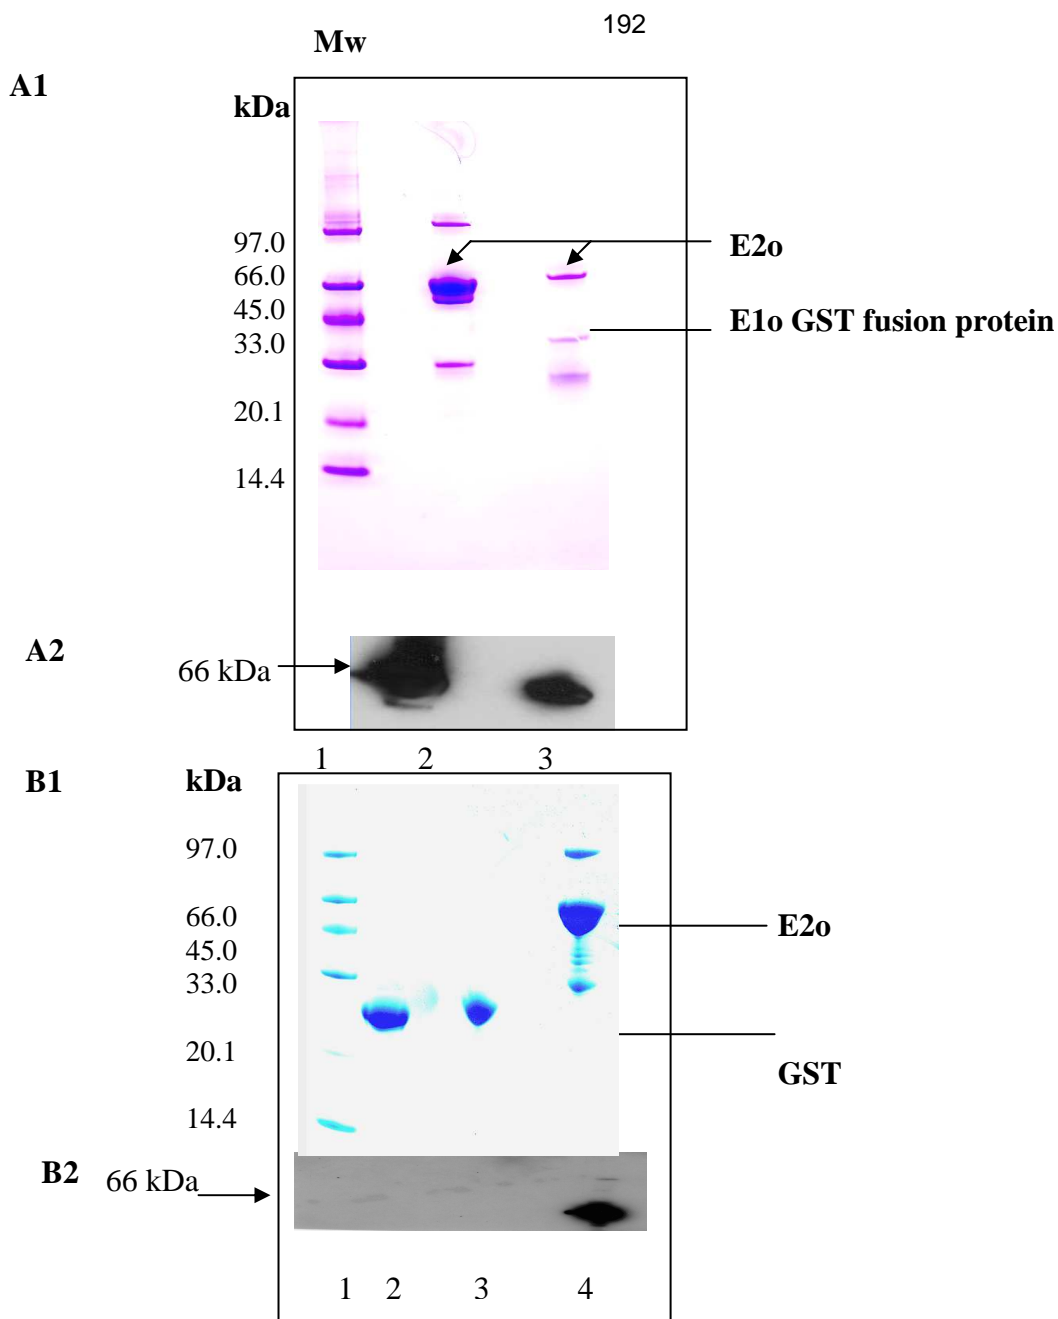 192
Mw
A1
kDa
97.0
66.0
45.0
33.0
20.1
14.4
E2o
E1o GST fusion protein
A2
66 kDa
1 2 3
B1
kDa
97.0
66.0
45.0
33.0
20.1
14.4
E2o
GST
B2
66 kDa
1 2 3 4